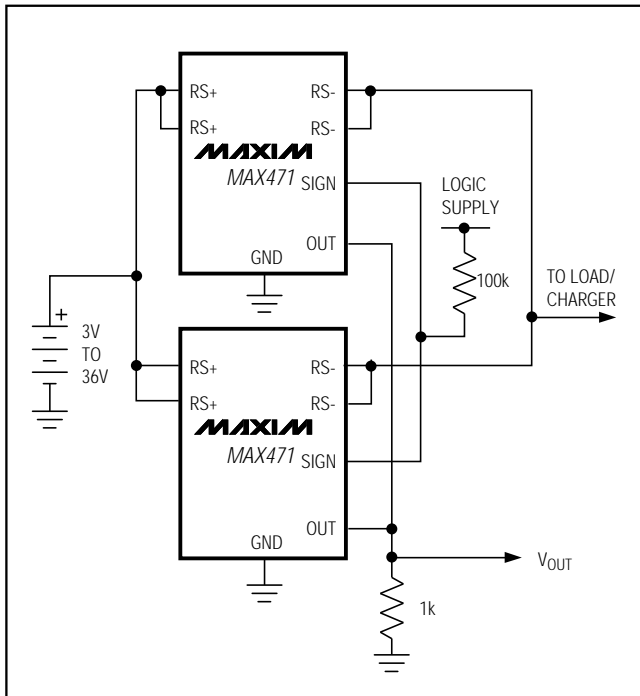 RS+
RS-
RS+
RS-
MAXIM
MAX471
SIGN
OUT
GND
LOGIC
SUPPLY
100k
TO LOAD/
CHARGER
+
3V
TO
36V
RS+
RS-
RS+
RS-
MAXIM
MAX471
SIGN
OUT
GND
VOUT
1k